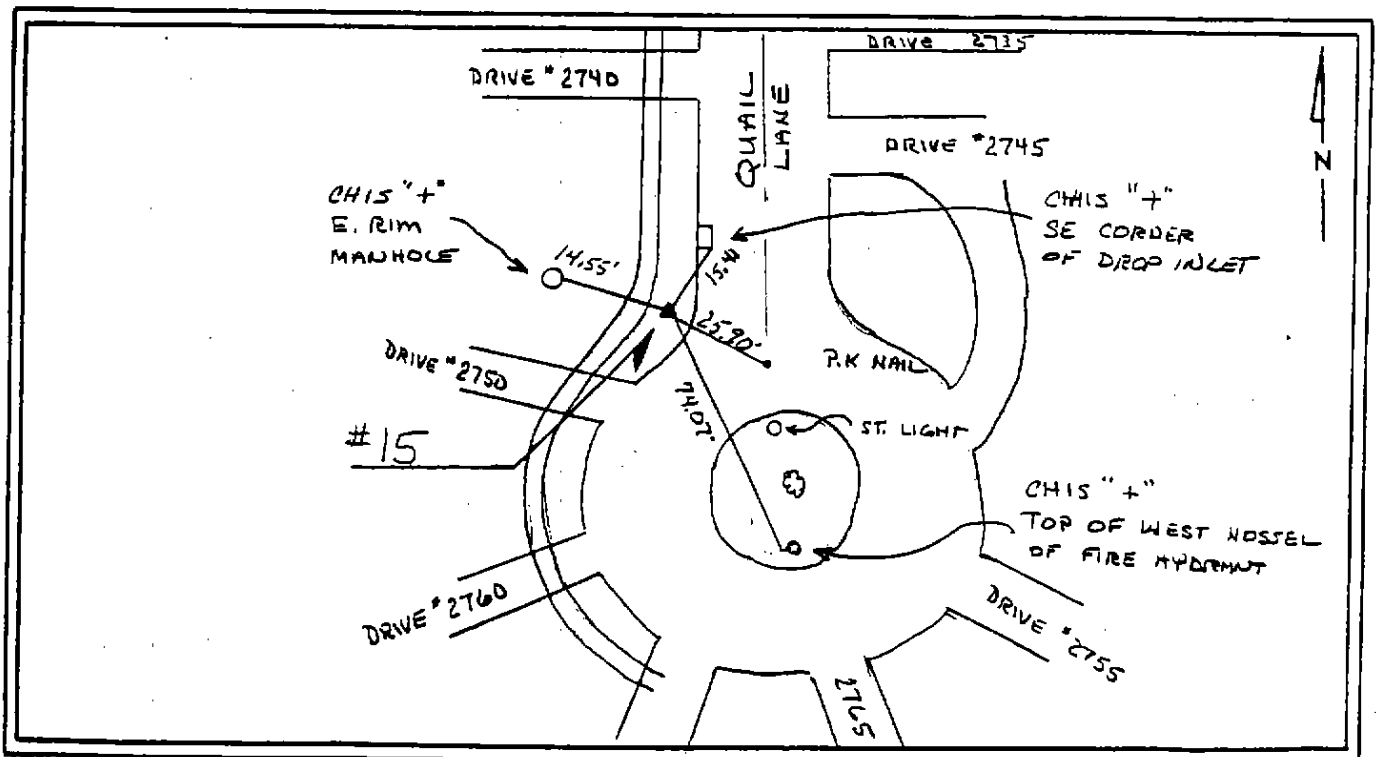 DRIVE 2735
DRIVE #2740
QUAIL
LANE
DRIVE #2745
N
CHIS "+"
E. RIM
MANHOLE
CHIS "+"
SE CORNER
OF DROP INLET
14.55'
15.41
25.90'
DRIVE #2750
P.K NAIL
74.07'
#15
ST. LIGHT
CHIS "+"
TOP OF WEST NOSSEL
OF FIRE HYDRANT
DRIVE #2760
DRIVE #2755
2765